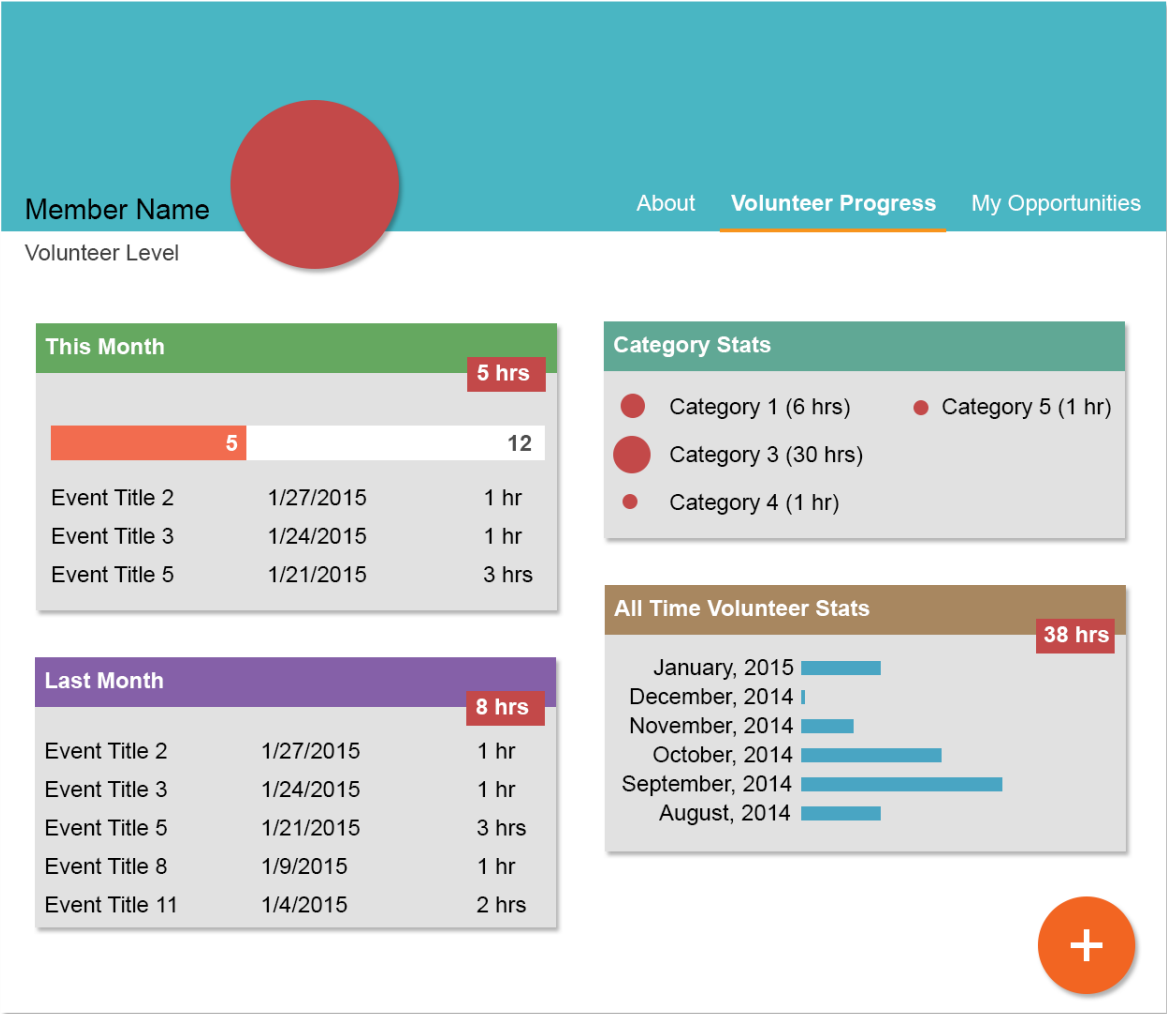 Member Name
About Volunteer Progress My Opportunities
Volunteer Level
This Month
5 hrs
5 12
Event Title 2 1/27/2015 1 hr
Event Title 3 1/24/2015 1 hr
Event Title 5 1/21/2015 3 hrs
Last Month
8 hrs
Event Title 2 1/27/2015 1 hr
Event Title 3 1/24/2015 1 hr
Event Title 5 1/21/2015 3 hrs
Event Title 8 1/9/2015 1 hr
Event Title 11 1/4/2015 2 hrs
Category Stats
Category 1 (6 hrs) Category 5 (1 hr)
Category 3 (30 hrs)
Category 4 (1 hr)
All Time Volunteer Stats
38 hrs
January, 2015
December, 2014
November, 2014
October, 2014
September, 2014
August, 2014
+